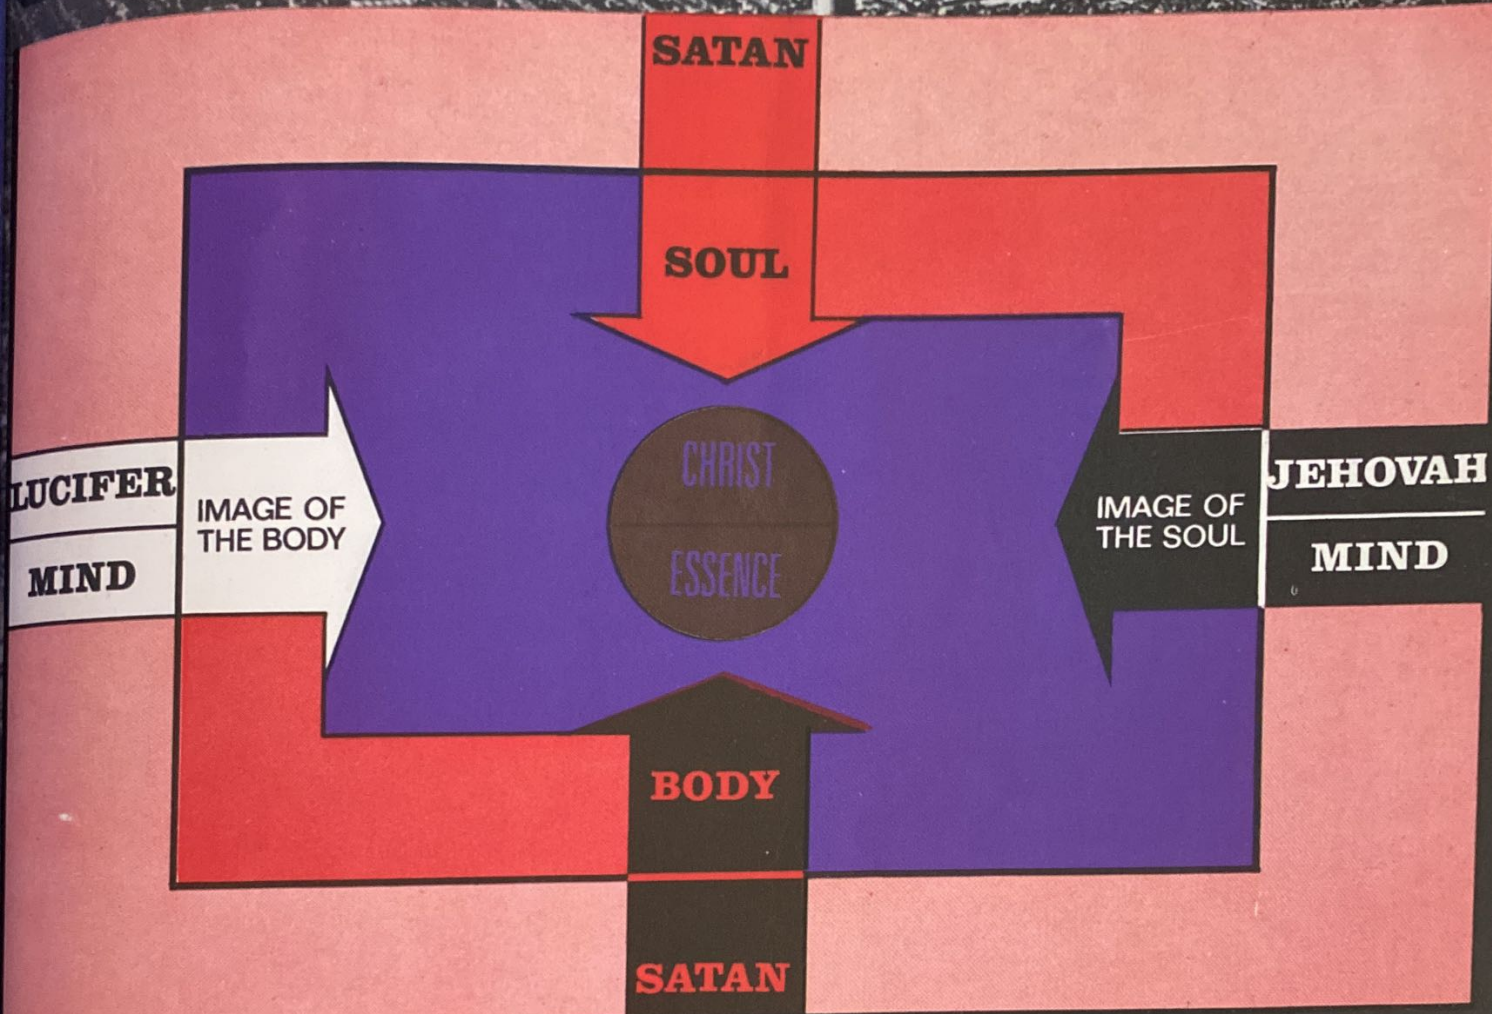 SATAN
SOUL
LUCIFER
MIND
IMAGE OF
THE BODY
CHRIST
ESSENCE
IMAGE OF
THE SOUL
JEHOVAH
MIND
BODY
SATAN